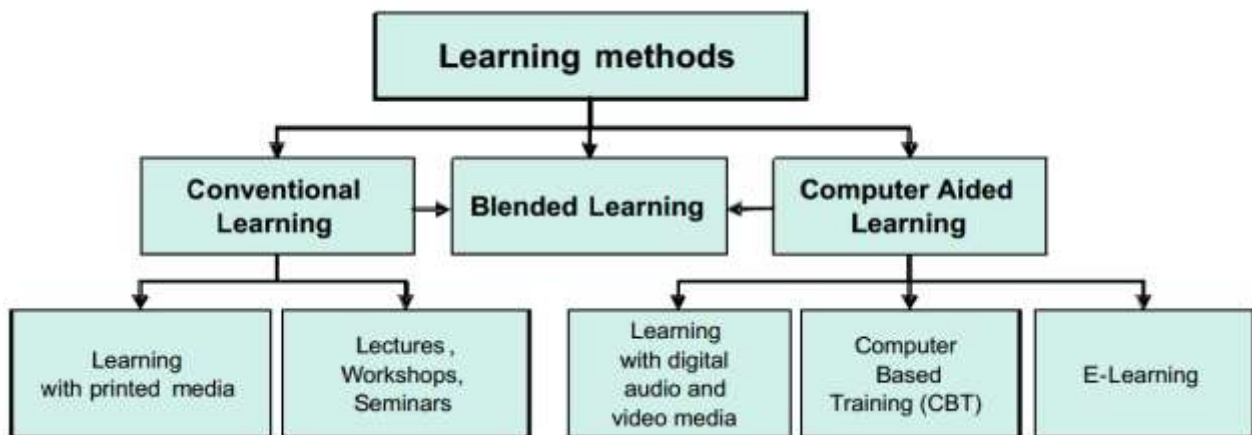 Learning methods
Conventional
Learning
Blended Learning
Computer Aided
Learning
Learning
with printed media
Lectures ,
Workshops,
Seminars
Learning
with digital
audio and
video media
Computer
Based
Training (CBT)
E-Learning